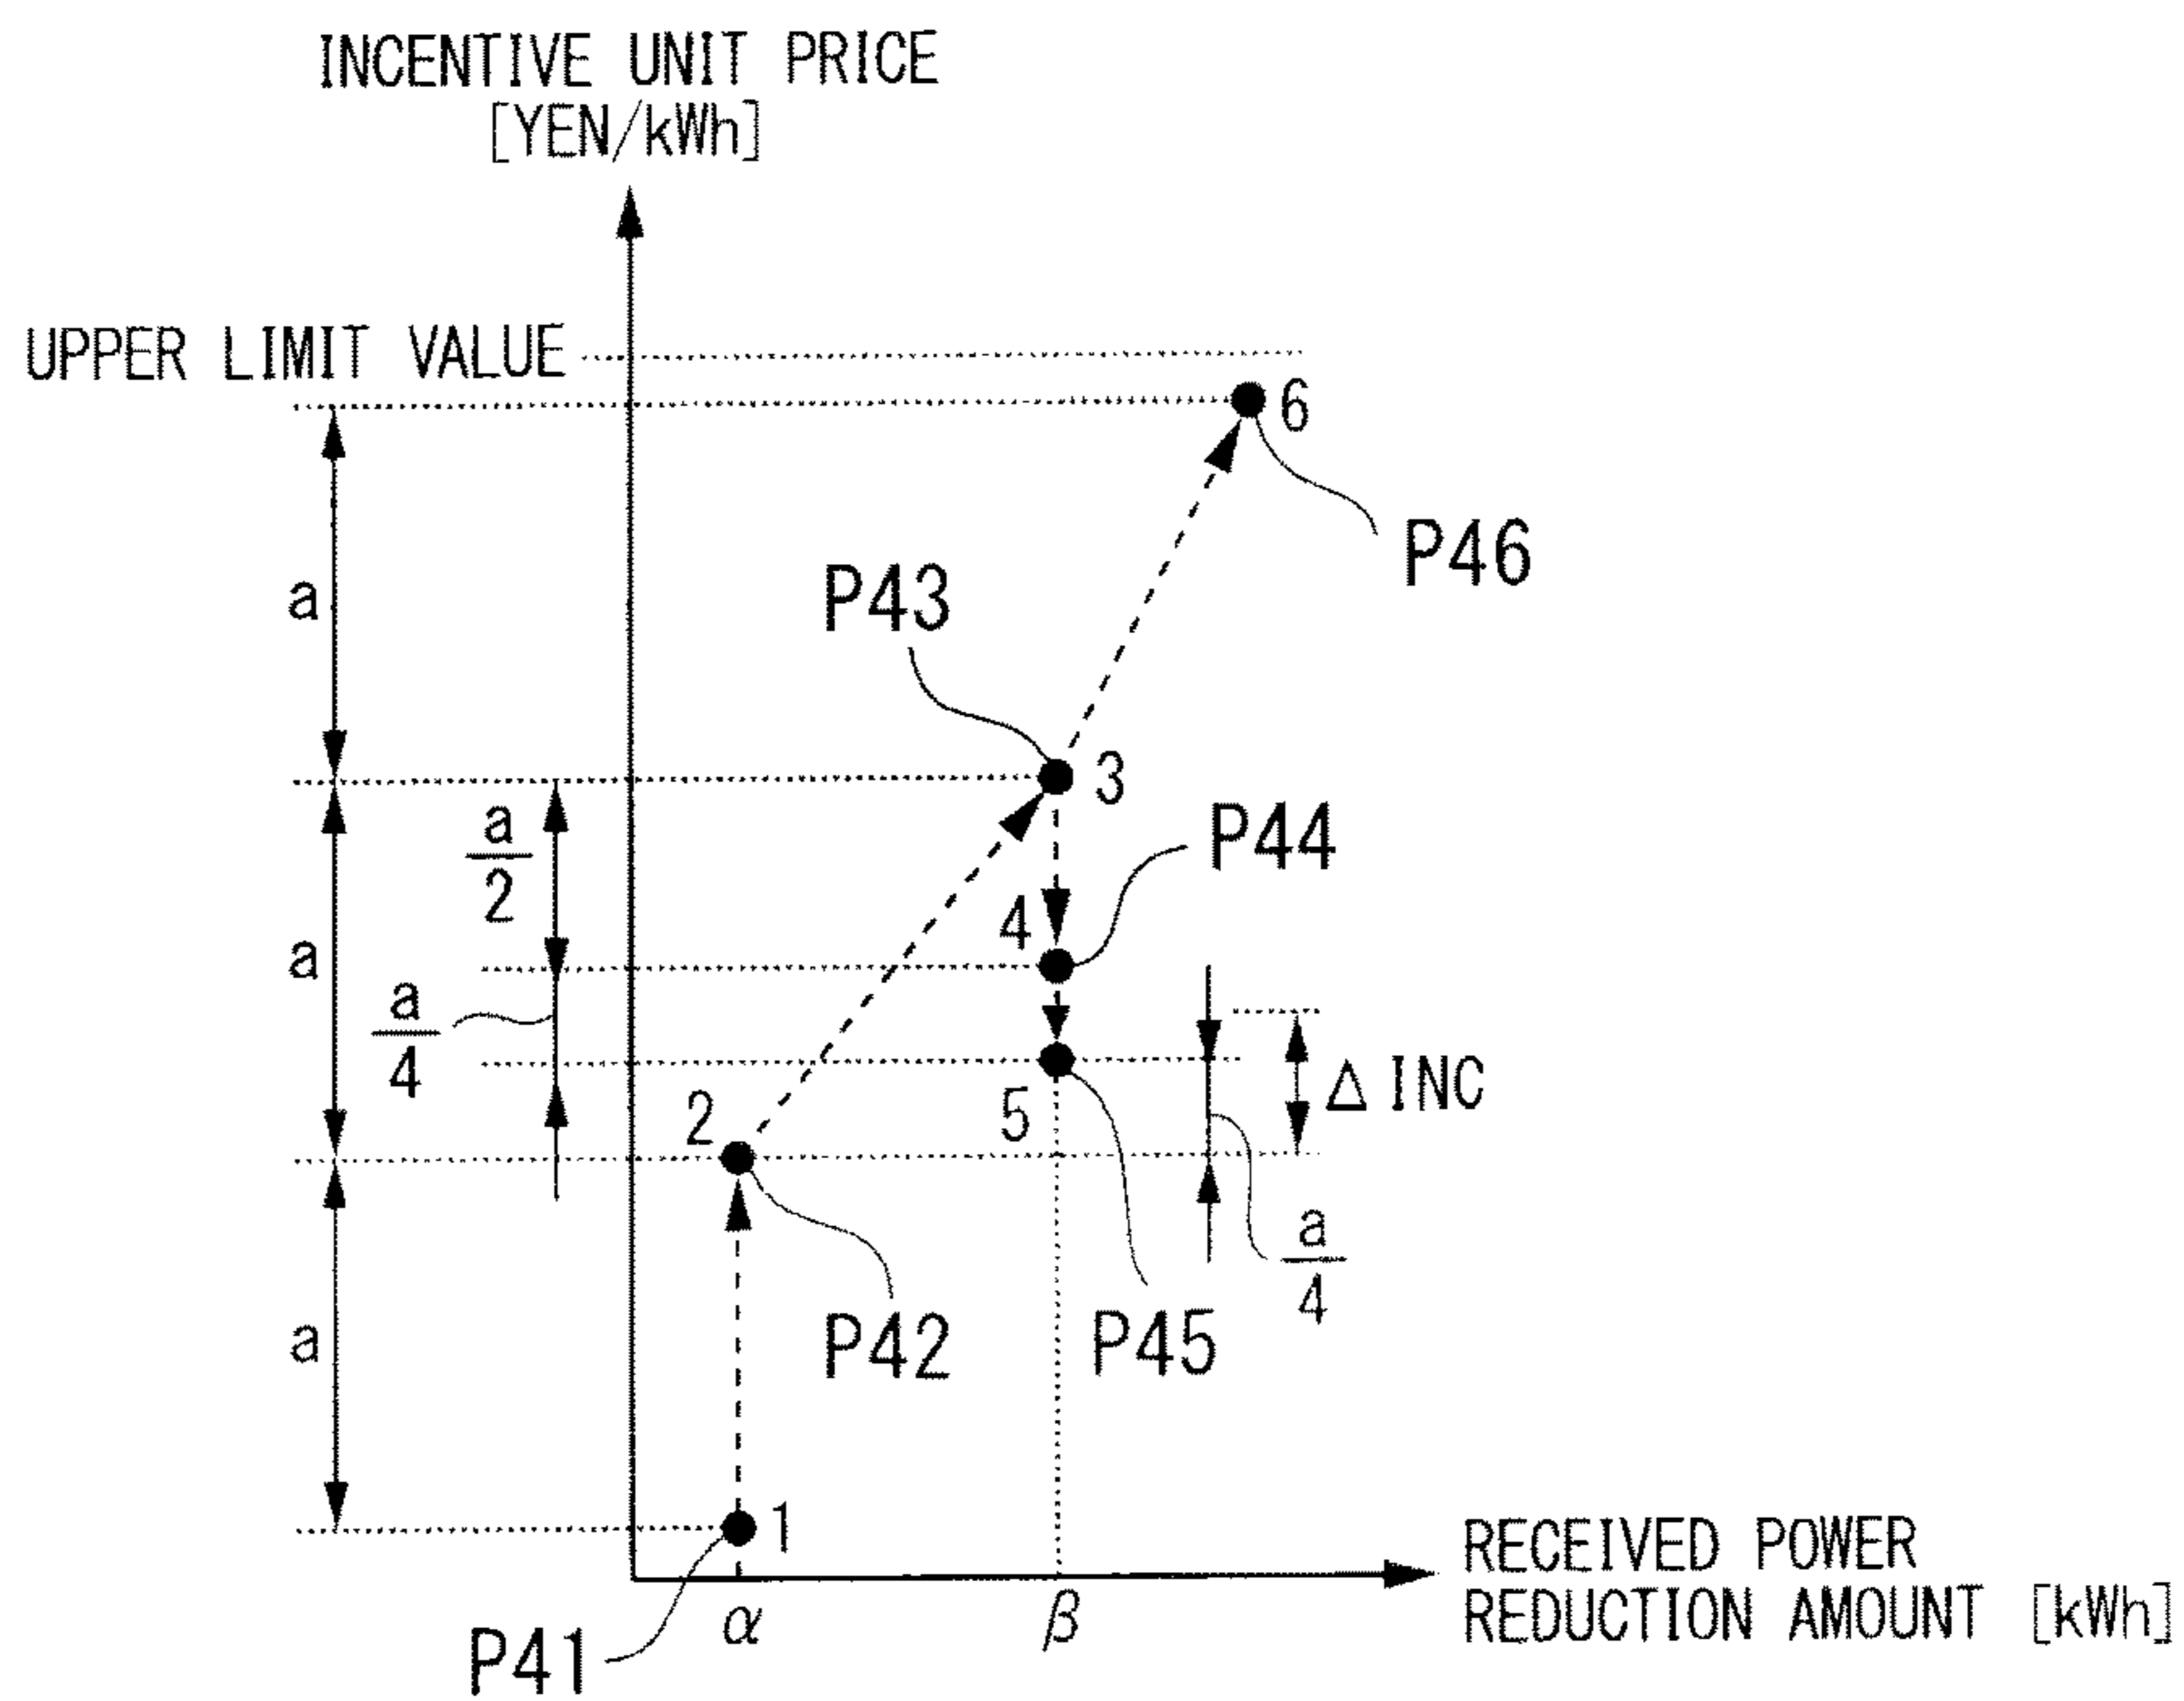 INCENTIVE UNIT PRICE
[YEN/kWh]
UPPER LIMIT VALUE
6
a
P46
P43
3
a
2
P44
4
a
a
4
Δ INC
2
5
a
4
a
P42
P45
1
RECEIVED POWER
REDUCTION AMOUNT [kWh]
α
β
P41